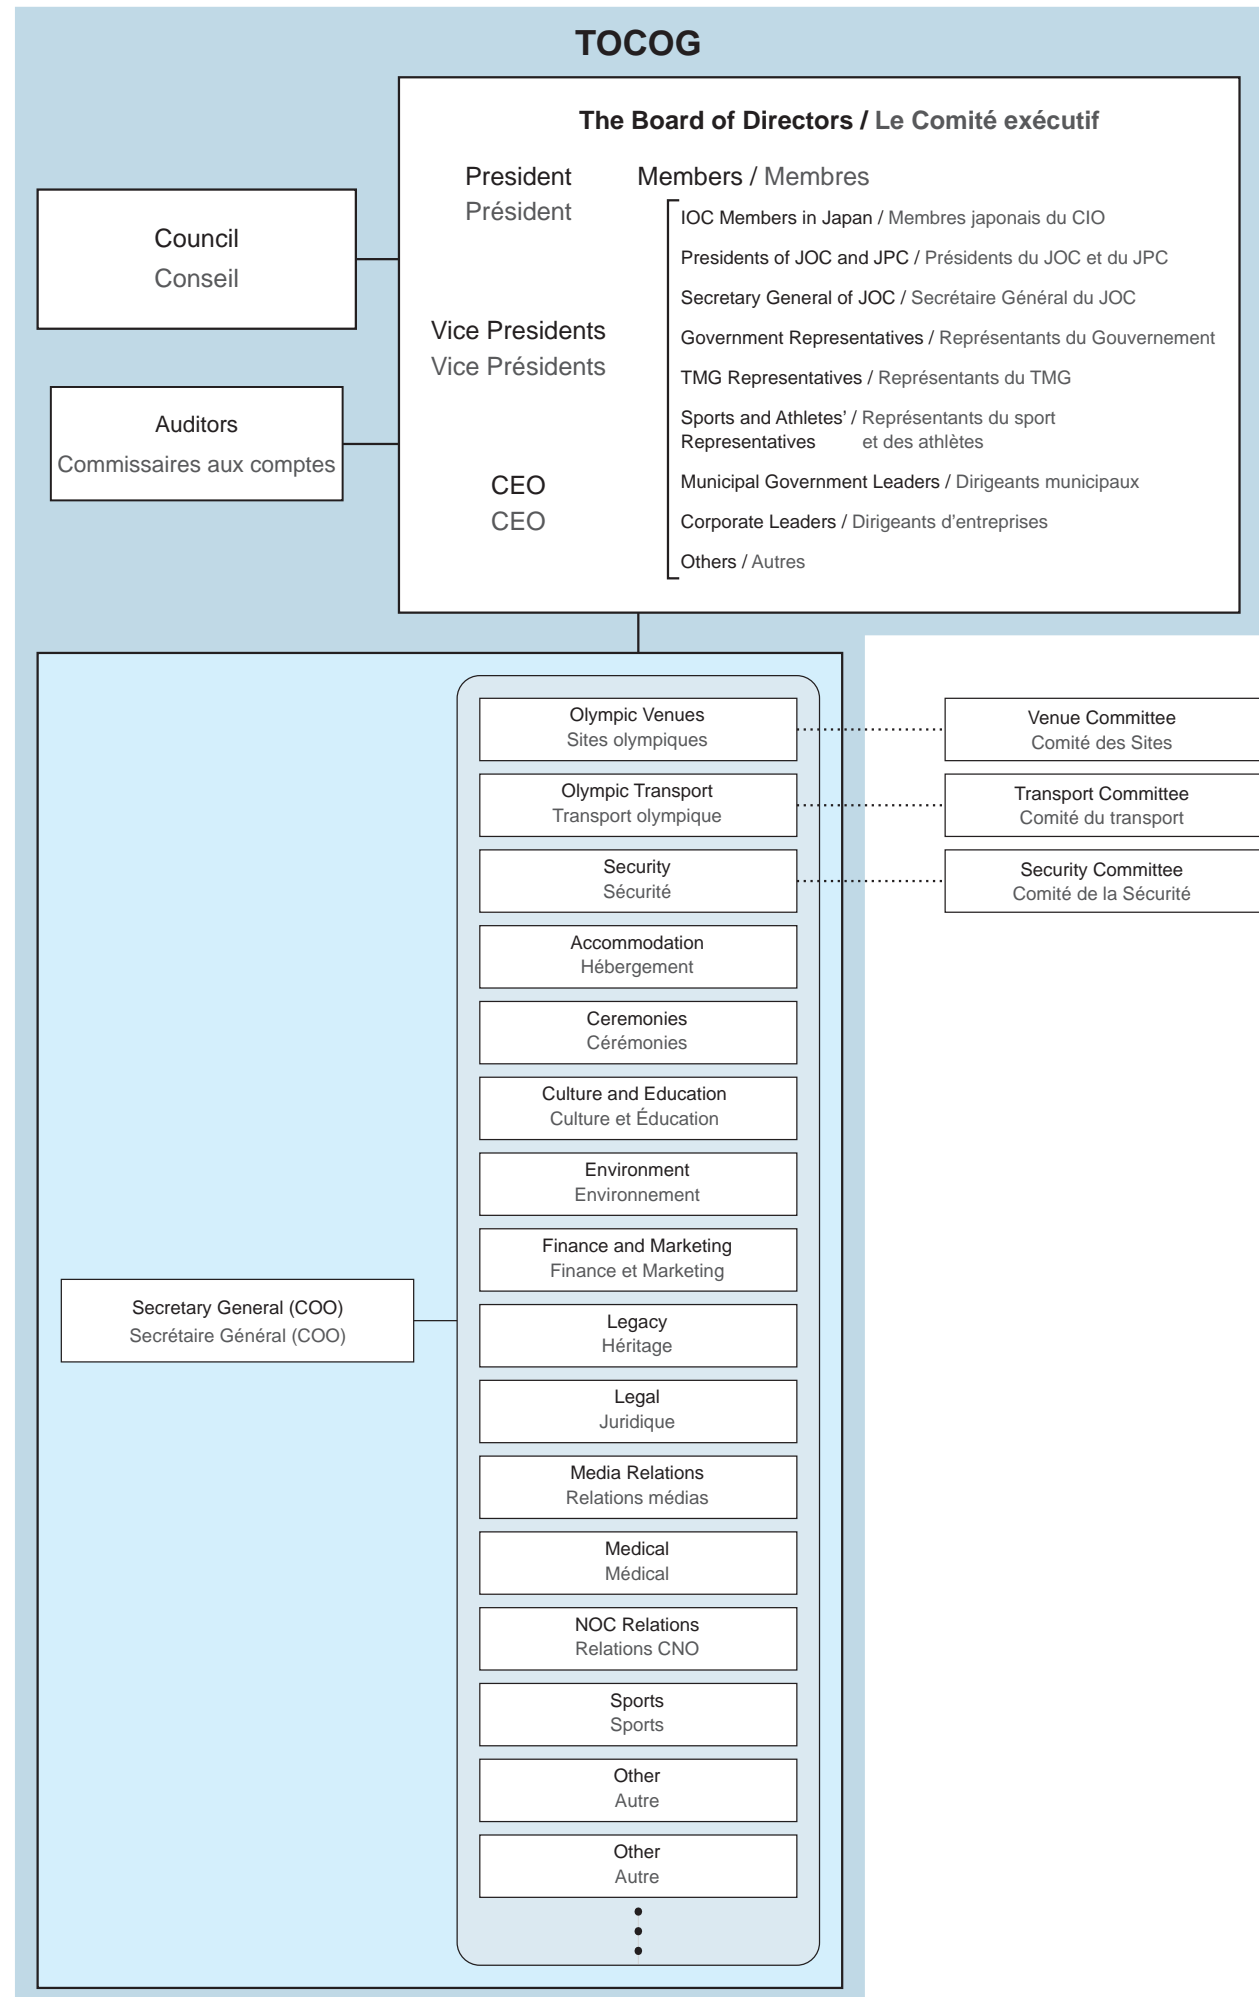 TOCOG
The Board of Directors / Le Comité exécutif
President
Président
Vice Presidents
Vice Présidents
CEO
CEO
Members / Membres
IOC Members in Japan / Membres japonais du CIO
Presidents of JOC and JPC / Présidents du JOC et du JPC
Secretary General of JOC / Secrétaire Général du JOC
Government Representatives / Représentants du Gouvernement
TMG Representatives / Représentants du TMG
Sports and Athletes’ / Représentants du sport
Representatives et des athlètes
Municipal Government Leaders / Dirigeants municipaux
Corporate Leaders / Dirigeants d’entreprises
Others / Autres
Council
Conseil
Auditors
Commissaires aux comptes
Secretary General (COO)
Secrétaire Général (COO)
Olympic Venues
Sites olympiques
Olympic Transport
Transport olympique
Security
Sécurité
Accommodation
Hébergement
Ceremonies
Cérémonies
Culture and Education
Culture et Éducation
Environment
Environnement
Finance and Marketing
Finance et Marketing
Legacy
Héritage
Legal
Juridique
Media Relations
Relations médias
Medical
Médical
NOC Relations
Relations CNO
Sports
Sports
Other
Autre
Other
Autre
Venue Committee
Comité des Sites
Transport Committee
Comité du transport
Security Committee
Comité de la Sécurité